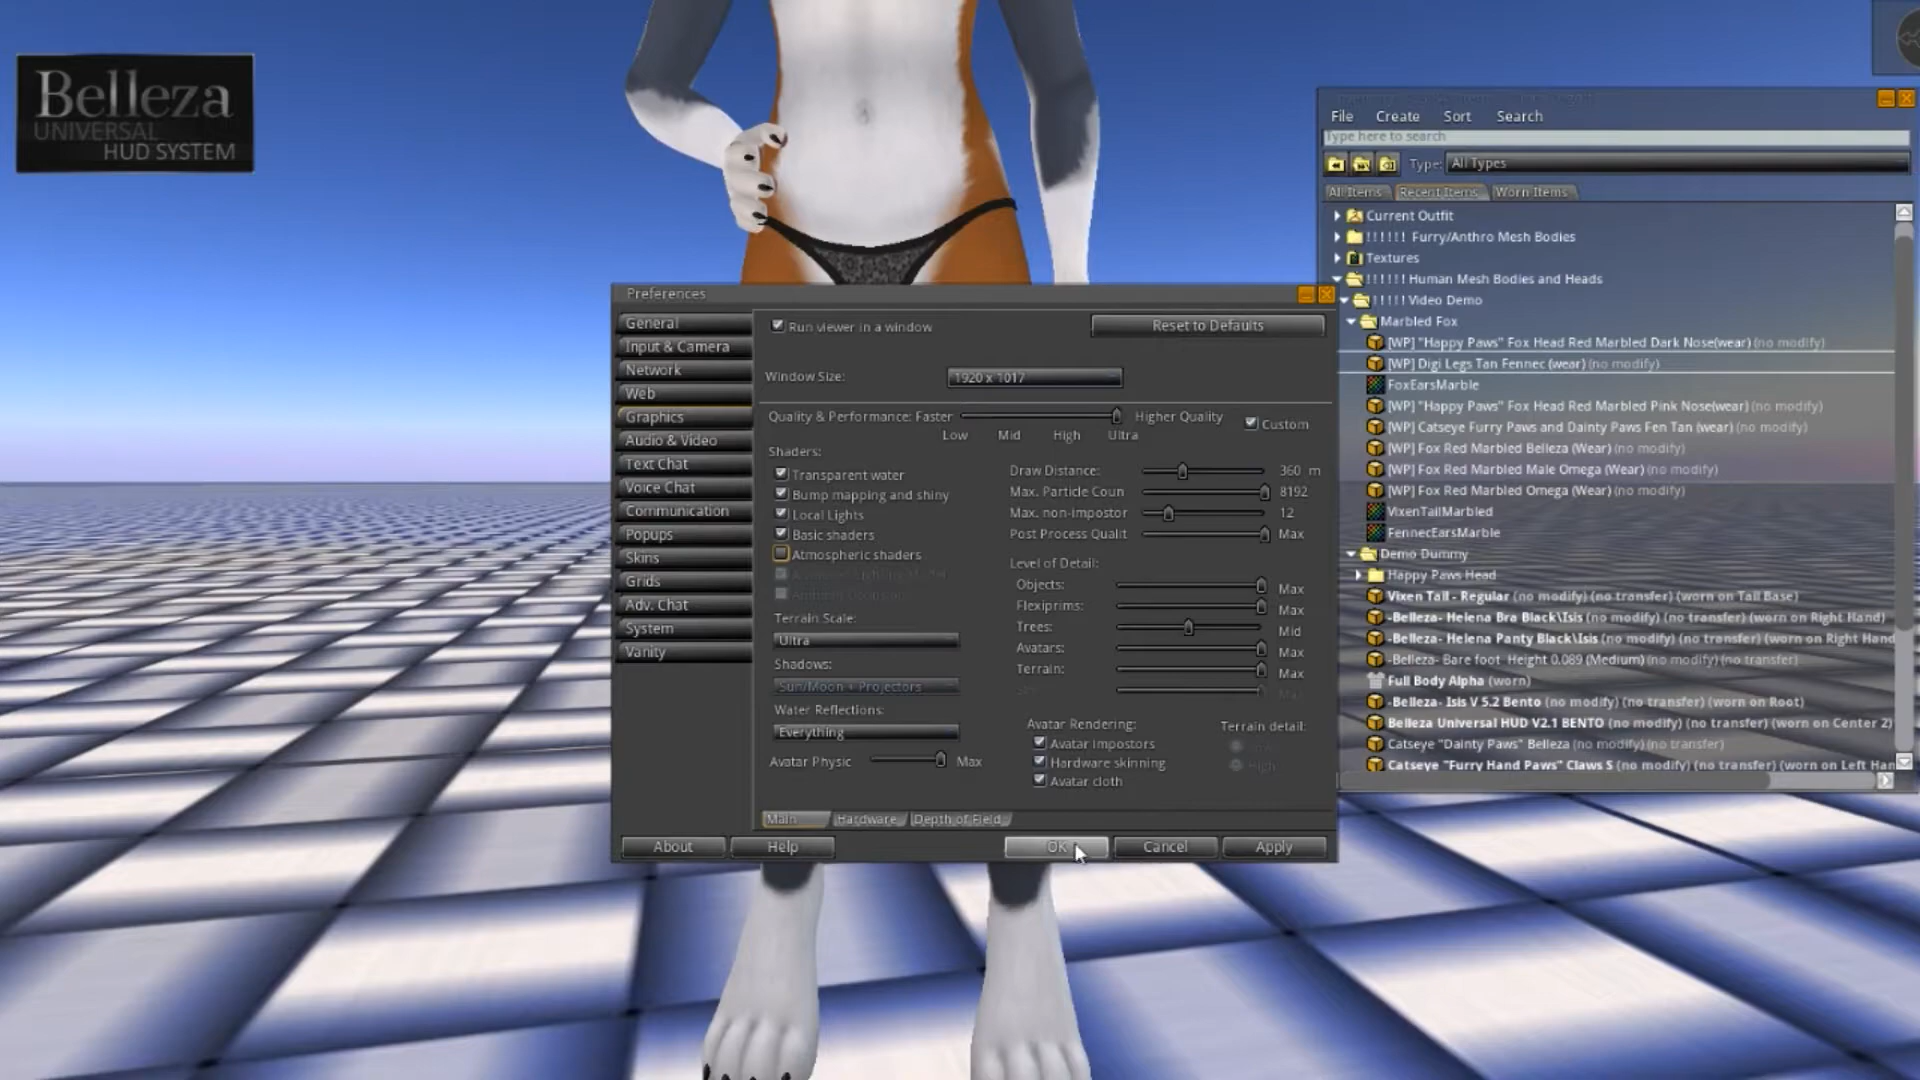 Belleza
UNIVERSAL
HUD SYSTEM
Preferences
General
Input & Camera
Network
Web
Graphics
Audio & Video
Text Chat
Voice Chat
Communication
Popups
Skins
Grids
Adv. Chat
System
Vanity
Run viewer in a window
Reset to Defaults
Window Size:
1920 x 1017
Quality & Performance: Faster
Higher Quality
Custom
Low Mid High Ultra
Shaders:
Transparent water
Bump mapping and shiny
Local Lights
Basic shaders
Atmospheric shaders
Terrain Scale:
Ultra
Shadows:
Sun/Moon + Projectors
Water Reflections:
Everything
Avatar Physic
Max
Draw Distance:
360 m
Max. Particle Coun
8192
Max. non-impostor
12
Post Process Qualit
Max
Level of Detail:
Objects:
Max
Flexiprims:
Max
Trees:
Mid
Avatars:
Max
Terrain:
Max
Avatar Rendering:
Avatar impostors
Hardware skinning
Avatar cloth
Terrain detail:
Low
High
Main
Hardware
Depth of Field
About
Help
OK
Cancel
Apply
File Create Sort Search
Type here to search
Type: All Types
All Items Recent Items Worn Items
Current Outfit
!!!!!! Furry/Anthro Mesh Bodies
Textures
!!!!!! Human Mesh Bodies and Heads
!!!!! Video Demo
Marbled Fox
[WP] "Happy Paws" Fox Head Red Marbled Dark Nose(wear) (no modify)
[WP] Digi Legs Tan Fennec (wear) (no modify)
FoxEarsMarble
[WP] "Happy Paws" Fox Head Red Marbled Pink Nose(wear) (no modify)
[WP] Catseye Furry Paws and Dainty Paws Fen Tan (wear) (no modify)
[WP] Fox Red Marbled Belleza (Wear) (no modify)
[WP] Fox Red Marbled Male Omega (Wear) (no modify)
[WP] Fox Red Marbled Omega (Wear) (no modify)
VixenTailMarbled
FennecEarsMarble
Demo Dummy
Happy Paws Head
Vixen Tail - Regular (no modify) (no transfer) (worn on Tail Base)
-Belleza- Helena Bra Black\Isis (no modify) (no transfer) (worn on Right Hand)
-Belleza- Helena Panty Black\Isis (no modify) (no transfer) (worn on Right Hand
-Belleza- Bare foot Height 0.089 (Medium) (no modify) (no transfer)
Full Body Alpha (worn)
-Belleza- Isis V 5.2 Bento (no modify) (no transfer) (worn on Root)
Belleza Universal HUD V2.1 BENTO (no modify) (no transfer) (worn on Center 2)
Catseye "Dainty Paws" Belleza (no modify) (no transfer)
Catseye "Furry Hand Paws" Claws S (no modify) (no transfer) (worn on Left Han